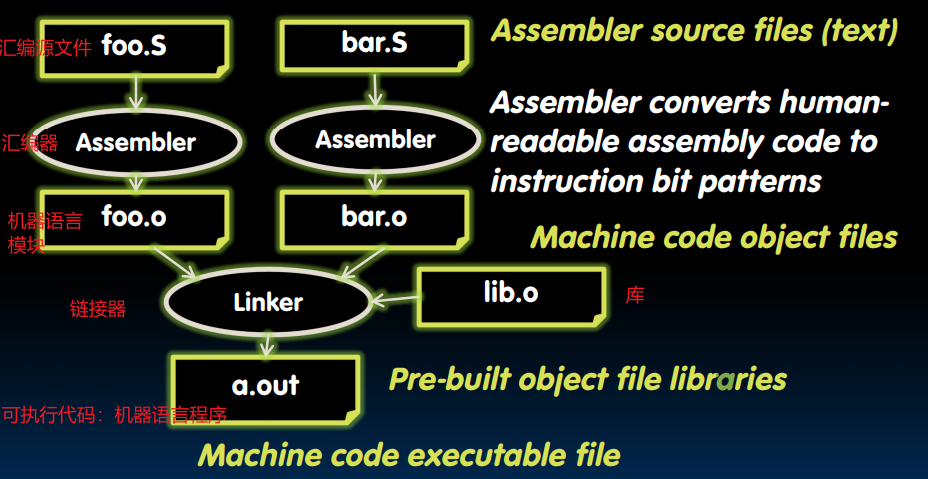 汇编源文件
foo.S
bar.S
Assembler source files (text)
汇编器
Assembler
Assembler
Assembler converts human-
readable assembly code to
instruction bit patterns
机器语言
模块
foo.o
bar.o
Machine code object files
链接器
Linker
lib.o
库
a.out
Pre-built object file libraries
可执行代码：机器语言程序
Machine code executable file